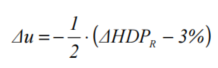 Δu = − 1/2 · (ΔHDP_R − 3%)